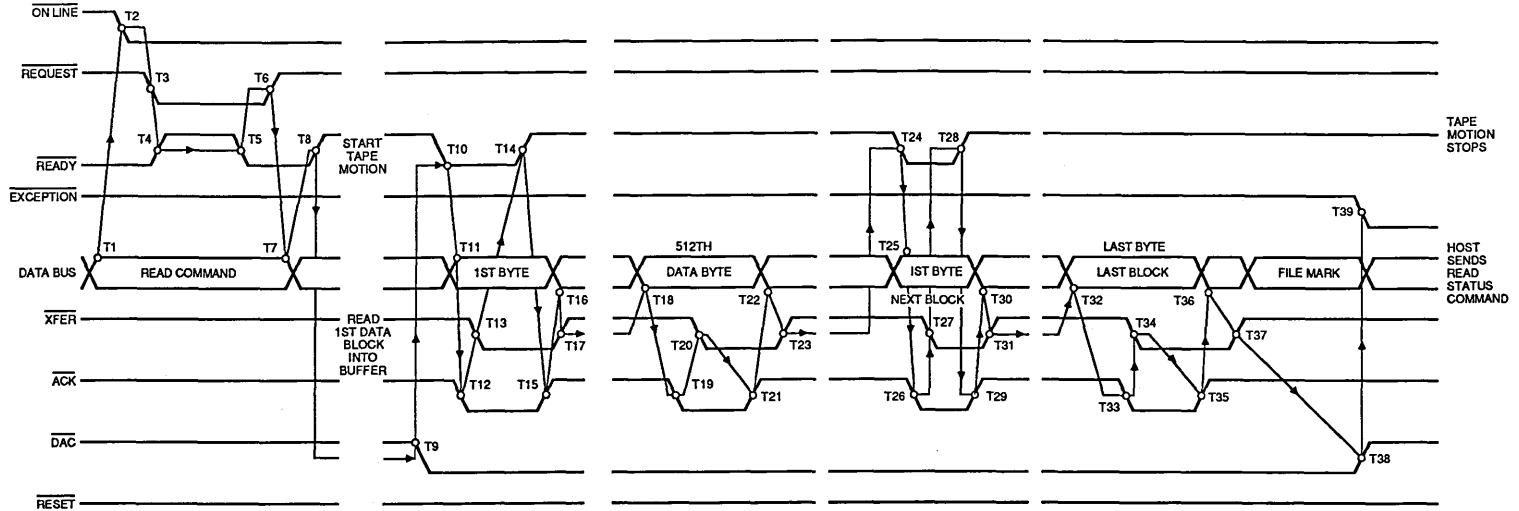 ON LINE
T2
REQUEST
T3
T6
T4
T5
T8
START
TAPE
MOTION
T10
T14
T24
T28
TAPE
MOTION
STOPS
READY
EXCEPTION
T39
T1
T7
T11
512TH
T25
LAST BYTE
HOST
SENDS
READ
STATUS
COMMAND
DATA BUS
READ COMMAND
1ST BYTE
DATA BYTE
IST BYTE
LAST BLOCK
FILE MARK
T16
T18
T22
NEXT BLOCK
T30
T32
T36
XFER
READ
1ST DATA
BLOCK
INTO
BUFFER
T13
T17
T20
T23
T27
T31
T34
T37
ACK
T12
T15
T19
T21
T26
T29
T33
T35
DAC
T9
T38
RESET